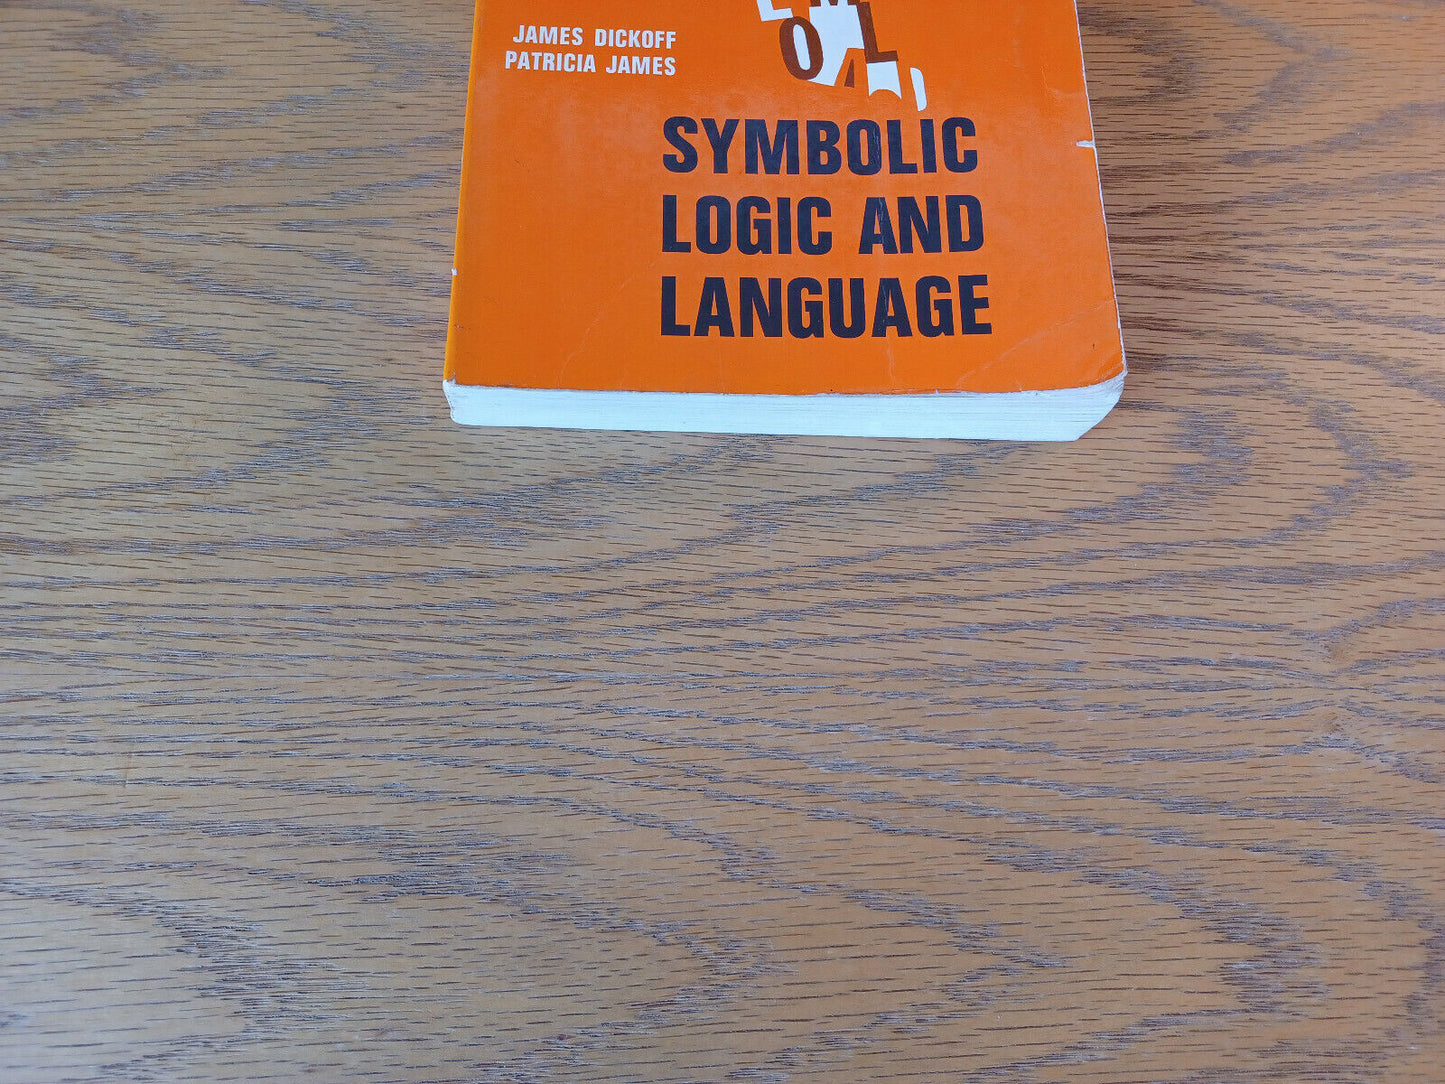 JAMES DICKOFF
PATRICIA JAMES
SYMBOLIC
LOGIC AND
LANGUAGE